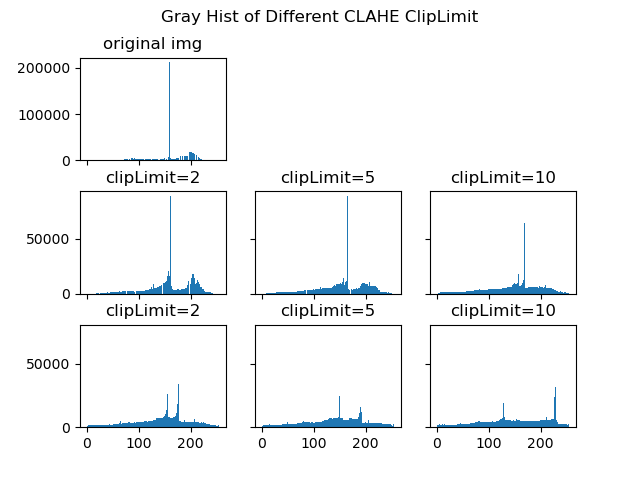 Gray Hist of Different CLAHE ClipLimit
original img
200000
100000
0
clipLimit=2 clipLimit=5 clipLimit=10
50000
0
clipLimit=2 clipLimit=5 clipLimit=10
50000
0
0 100 200 0 100 200 0 100 200